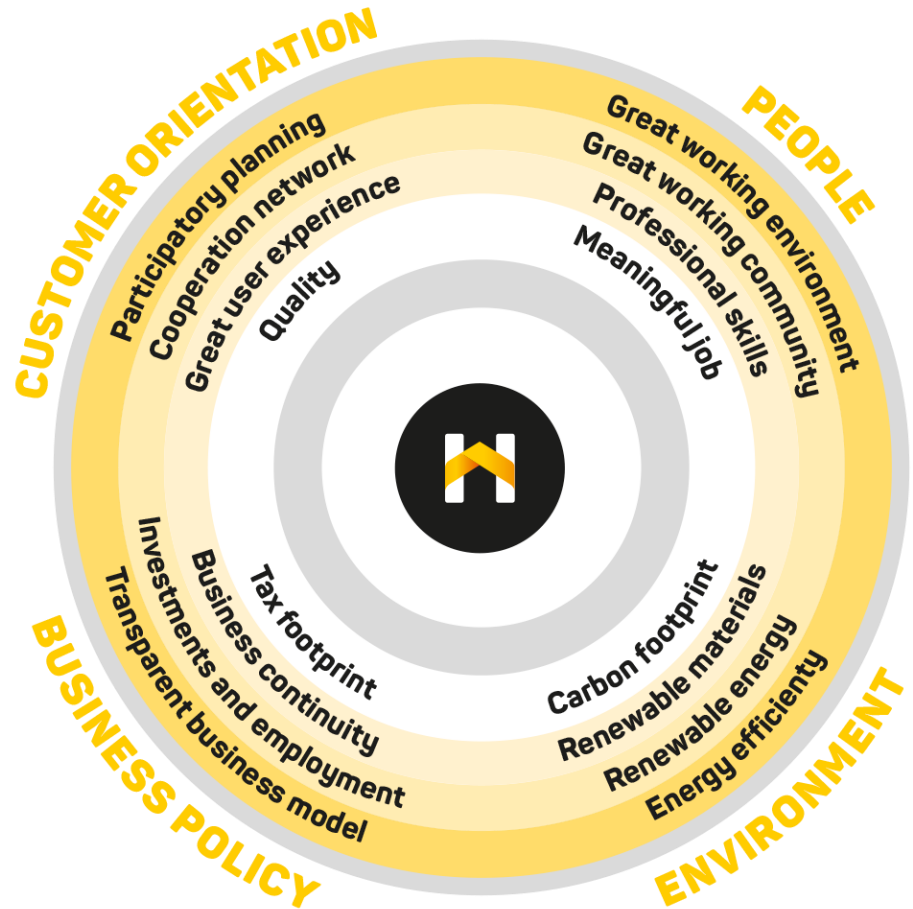 CUSTOMER ORIENTATION
Participatory planning
Cooperation network
Great user experience
Quality
PEOPLE
Great working environment
Great working community
Professional skills
Meaningful job
H
BUSINESS POLICY
Tax footprint
Business continuity
Investments and employment
Transparent business model
ENVIRONMENT
Carbon footprint
Renewable materials
Renewable energy
Energy efficienty